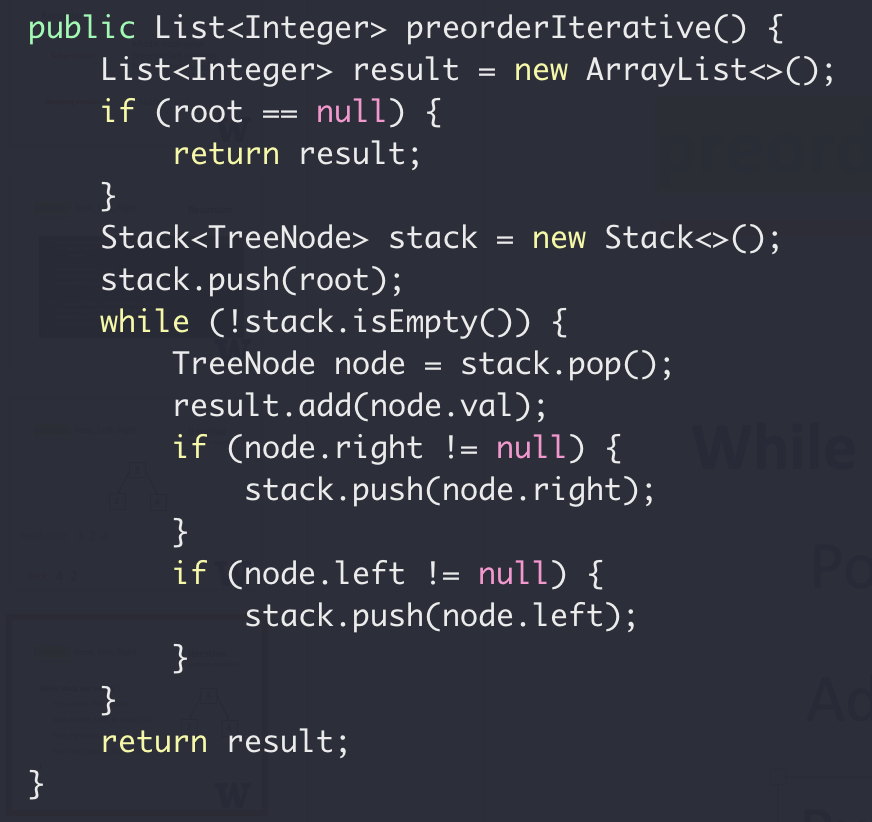 public List<Integer> preorderIterative() {
    List<Integer> result = new ArrayList<>();
    if (root == null) {
        return result;
    }
    Stack<TreeNode> stack = new Stack<>();
    stack.push(root);
    while (!stack.isEmpty()) {
        TreeNode node = stack.pop();
        result.add(node.val);
        if (node.right != null) {
            stack.push(node.right);
        }
        if (node.left != null) {
            stack.push(node.left);
        }
    }
    return result;
}
While